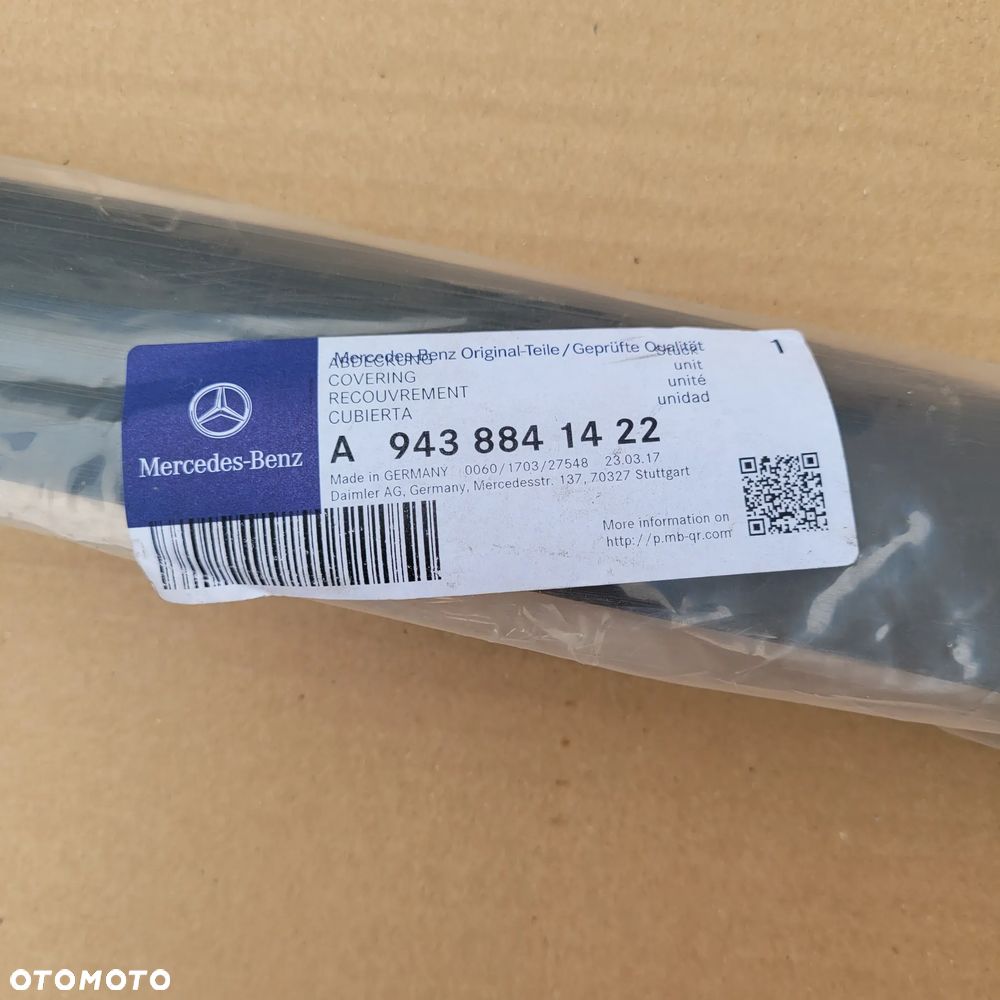 Mercedes-Benz Original-Teile / Geprüfte Qualität 1
ABDECKUNG Stück
COVERING unit
RECOUVREMENT unité
CUBIERTA unidad
A 943 884 14 22
Mercedes-Benz
Made in GERMANY 0060/1703/27548 23.03.17
Daimler AG, Germany, Mercedesstr. 137, 70327 Stuttgart
More information on
http://p.mb-qr.com
OTOMOTO